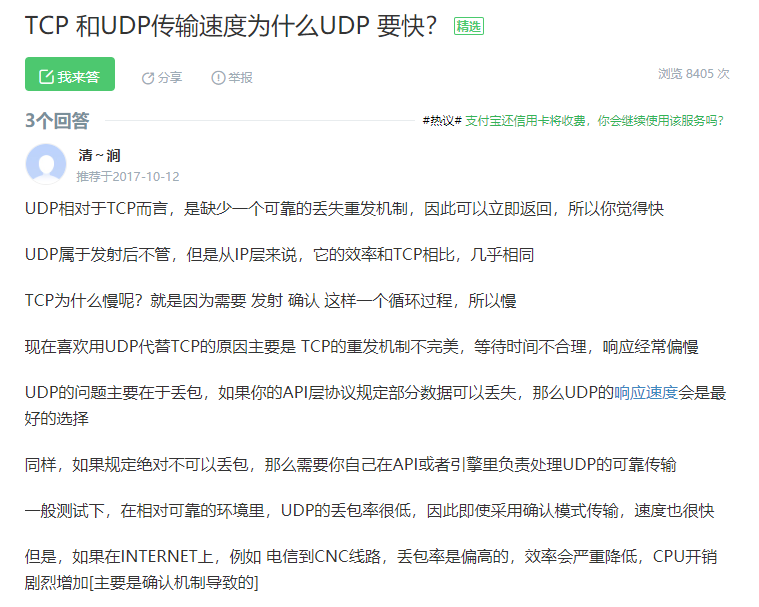 TCP 和UDP传输速度为什么UDP 要快？ 精选
我来答 分享 举报 浏览 8405 次
3个回答 #热议# 支付宝还信用卡将收费，你会继续使用该服务吗？
清~涧
推荐于2017-10-12
UDP相对于TCP而言，是缺少一个可靠的丢失重发机制，因此可以立即返回，所以你觉得快
UDP属于发射后不管，但是从IP层来说，它的效率和TCP相比，几乎相同
TCP为什么慢呢？就是因为需要 发射 确认 这样一个循环过程，所以慢
现在喜欢用UDP代替TCP的原因主要是 TCP的重发机制不完美，等待时间不合理，响应经常偏慢
UDP的问题主要在于丢包，如果你的API层协议规定部分数据可以丢失，那么UDP的响应速度会是最
好的选择
同样，如果规定绝对不可以丢包，那么需要你自己在API或者引擎里负责处理UDP的可靠传输
一般测试下，在相对可靠的环境里，UDP的丢包率很低，因此即使采用确认模式传输，速度也很快
但是，如果在INTERNET上，例如 电信到CNC线路，丢包率是偏高的，效率会严重降低，CPU开销
剧烈增加[主要是确认机制导致的]